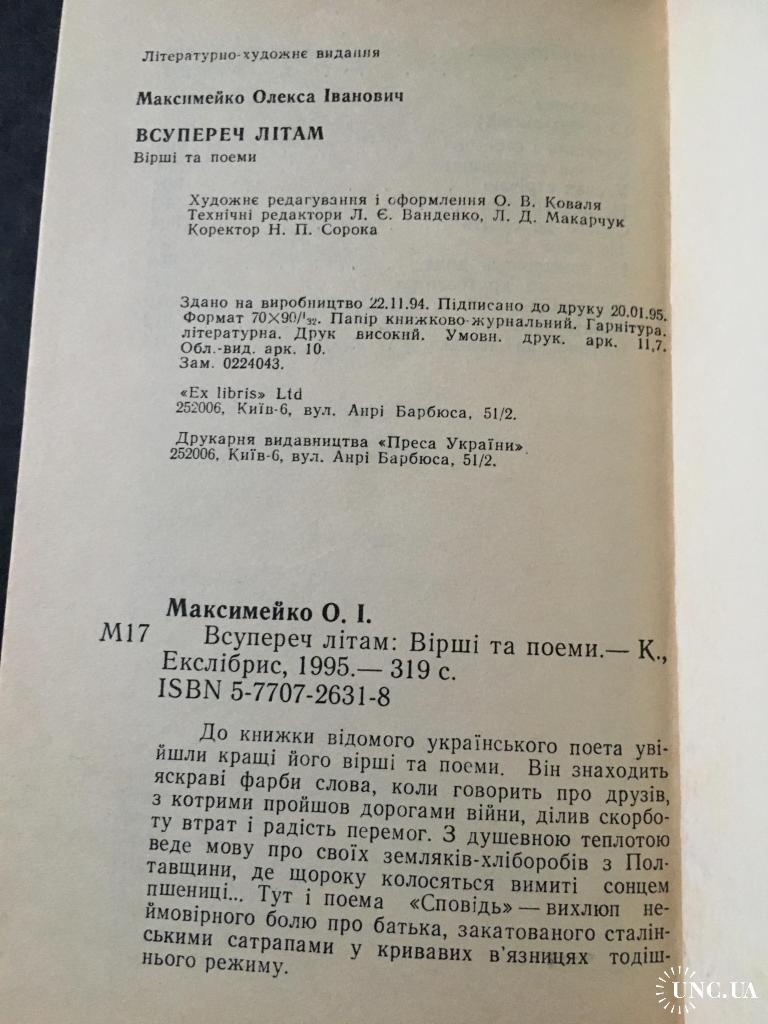 Літературно-художнє видання
Максимейко Олекса Іванович
ВСУПЕРЕЧ ЛІТАМ
Вірші та поеми
Художнє редагування і оформлення О. В. Коваля
Технічні редактори Л. Є. Ванденко, Л. Д. Макарчук
Коректор Н. П. Сорока
Здано на виробництво 22.11.94. Підписано до друку 20.01.95.
Формат 70×90/¹₃₂. Папір книжково-журнальний. Гарнітура
літературна. Друк високий. Умовн. друк. арк. 11,7.
Обл.-вид. арк. 10.
Зам. 0224043.
«Ex libris» Ltd
252006, Київ-6, вул. Анрі Барбюса, 51/2.
Друкарня видавництва «Преса України»
252006, Київ-6, вул. Анрі Барбюса, 51/2.
Максимейко О. І.
М17 Всупереч літам: Вірші та поеми.— К.,
Екслібрис, 1995.— 319 с.
ISBN 5-7707-2631-8
До книжки відомого українського поета уві-
йшли кращі його вірші та поеми. Він знаходить
яскраві фарби слова, коли говорить про друзів,
з котрими пройшов дорогами війни, ділив скорбо-
ту втрат і радість перемог. З душевною теплотою
веде мову про своїх земляків-хліборобів з Пол-
тавщини, де щороку колосяться вимиті сонцем
пшениці... Тут і поема «Сповідь» — вихлюп не-
ймовірного болю про батька, закатованого сталін-
ськими сатрапами у кривавих в'язницях тодіш-
нього режиму.
UNC.UA